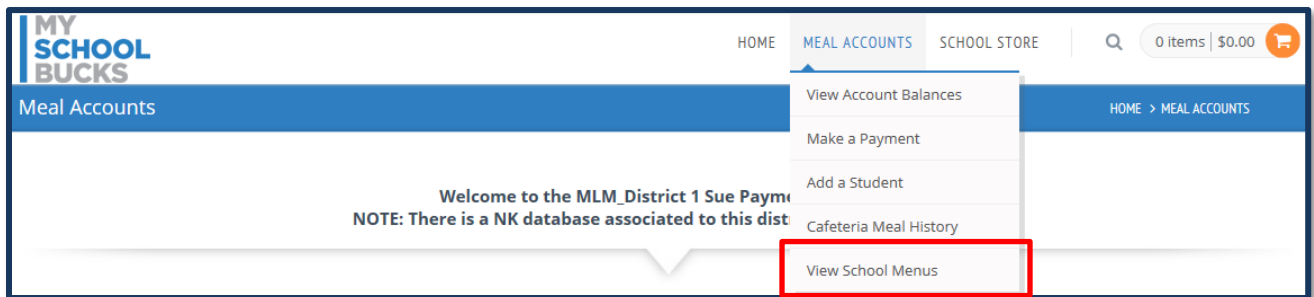 MY
SCHOOL
BUCKS
HOME MEAL ACCOUNTS SCHOOL STORE 0 items | $0.00
Meal Accounts
HOME > MEAL ACCOUNTS
View Account Balances
Make a Payment
Add a Student
Cafeteria Meal History
View School Menus
Welcome to the MLM_District 1 Sue Payme
NOTE: There is a NK database associated to this dist